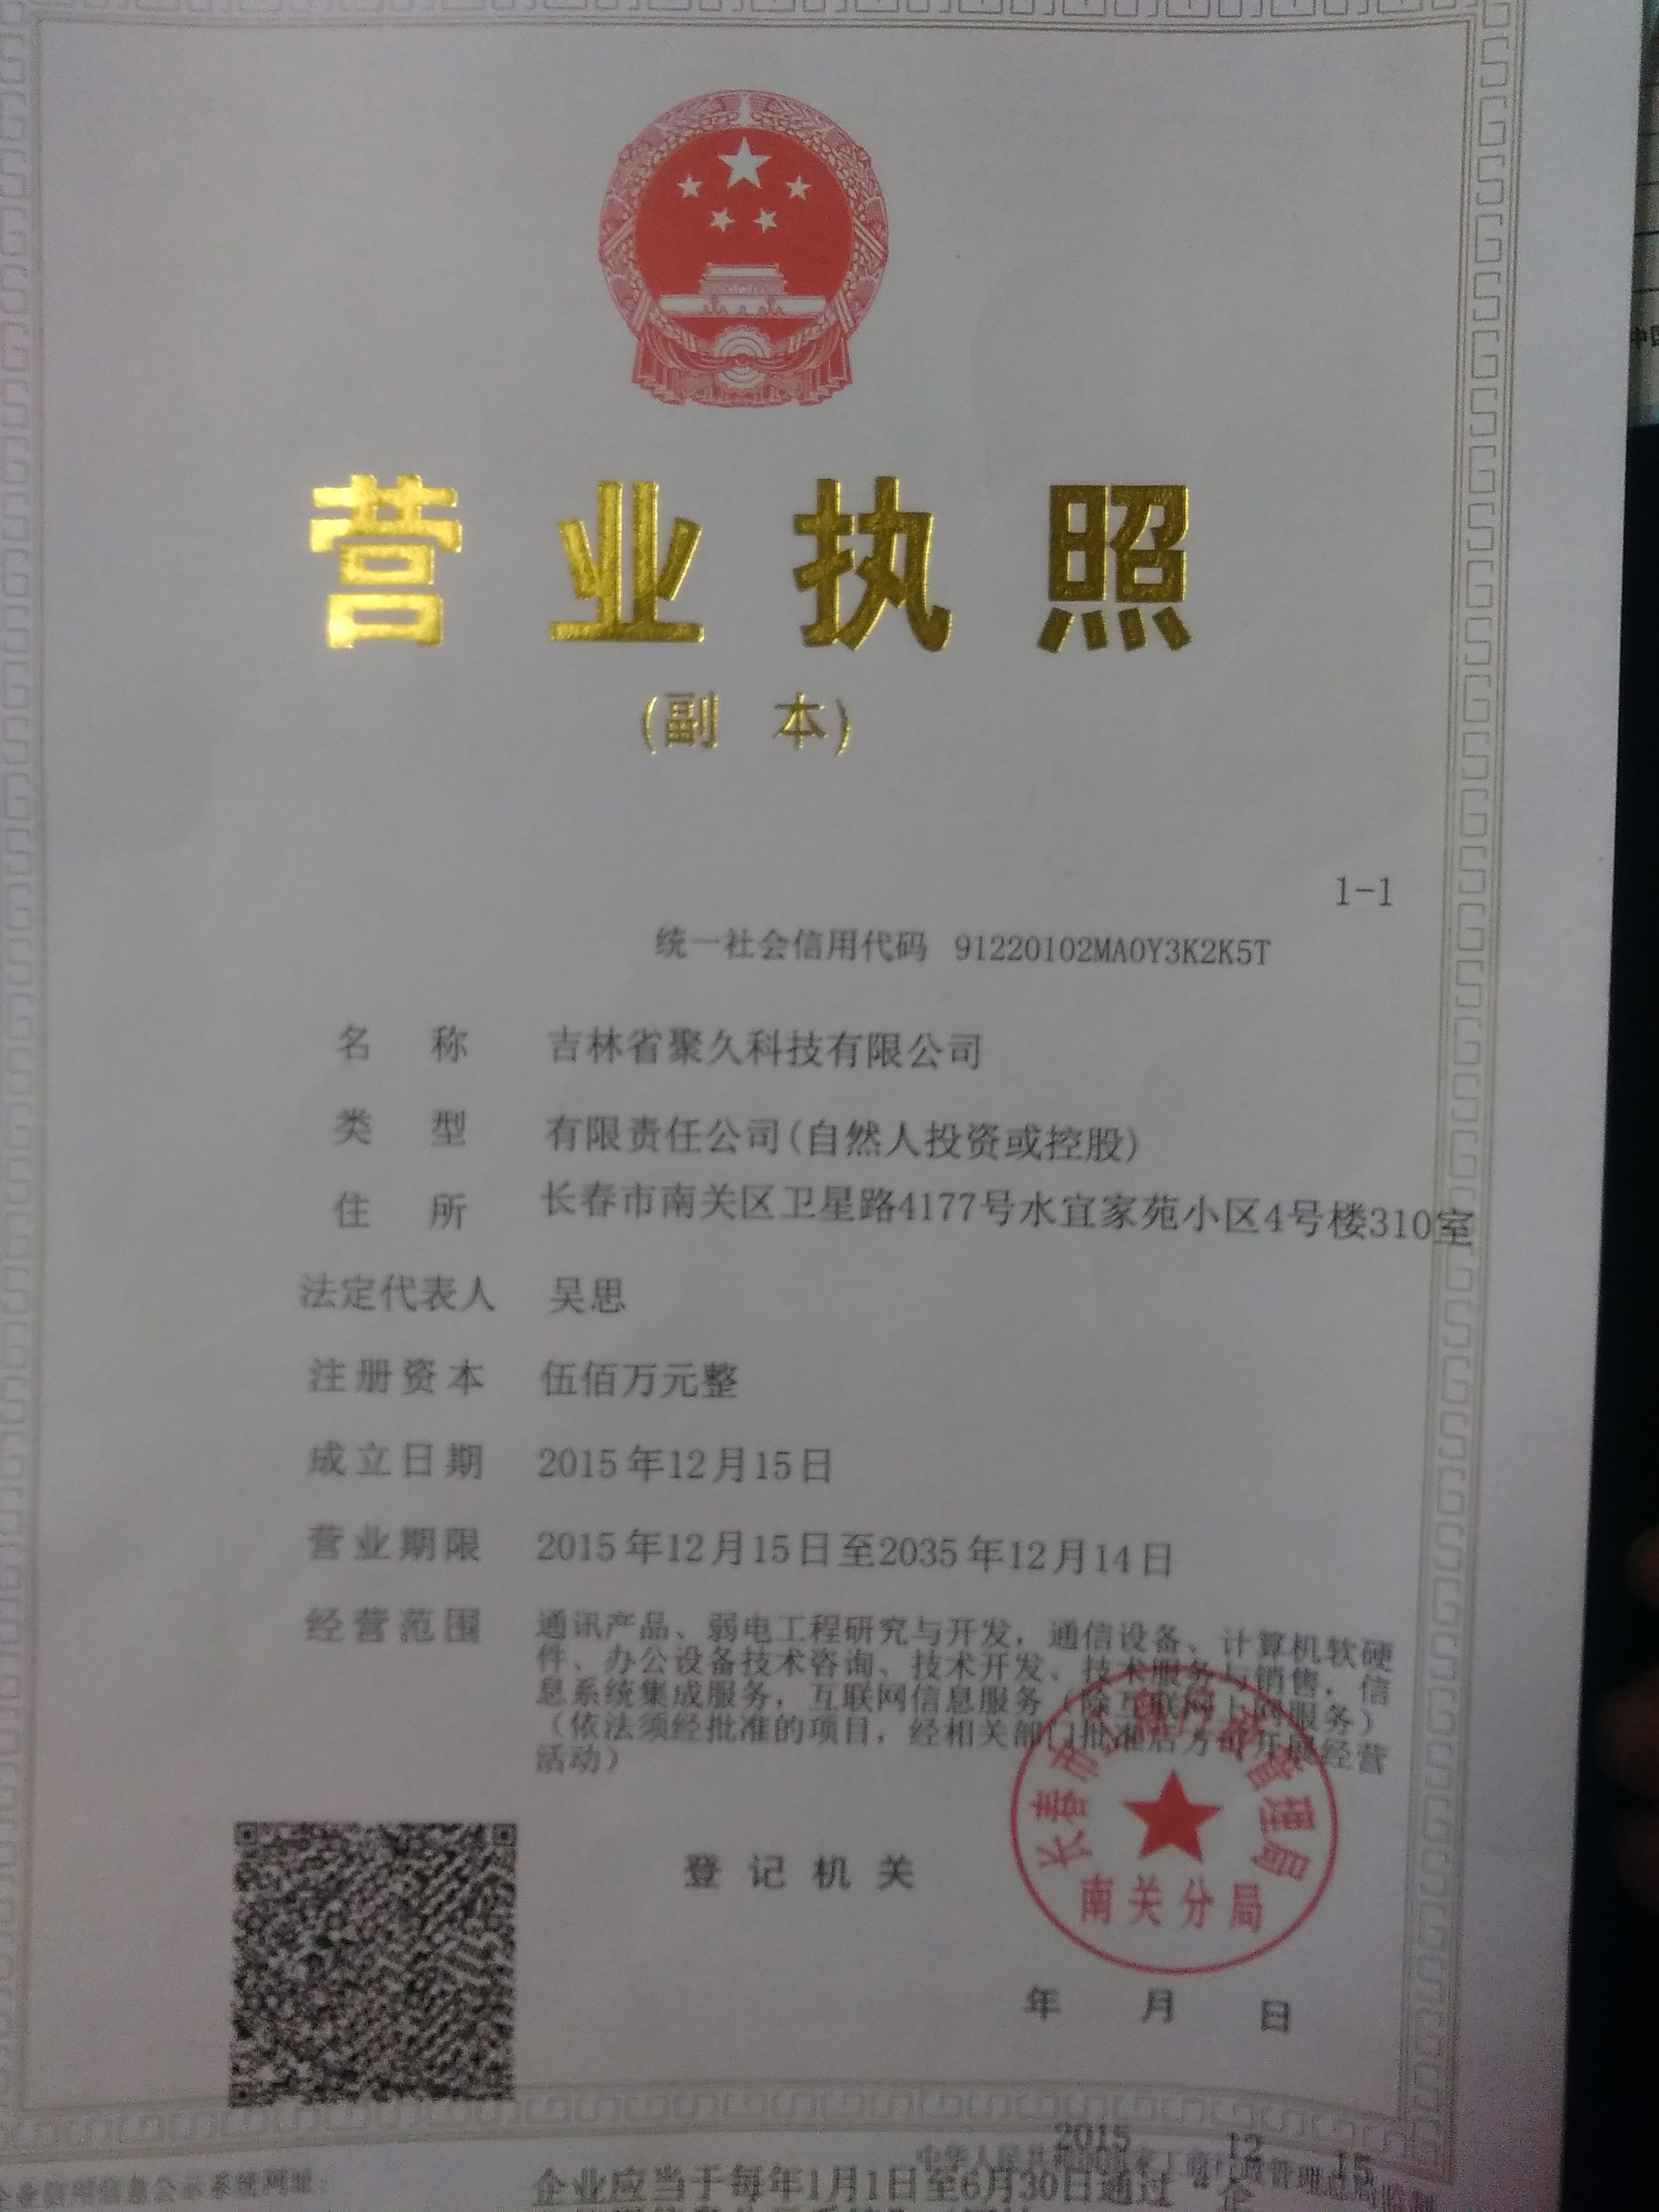 营业执照
(副 本)
1-1
统一社会信用代码 91220102MA0Y3K2K5T
名 称 吉林省聚久科技有限公司
类 型 有限责任公司(自然人投资或控股)
住 所 长春市南关区卫星路4177号水宜家苑小区4号楼310室
法定代表人 吴思
注册资本 伍佰万元整
成立日期 2015年12月15日
营业期限 2015年12月15日至2035年12月14日
经营范围 通讯产品、弱电工程研究与开发，通信设备、计算机软硬
件、办公设备技术咨询、技术开发、技术服务与销售，信
息系统集成服务，互联网信息服务（除互联网上网服务）
（依法须经批准的项目，经相关部门批准后方可开展经营
活动）
长春市工商行政管理局
南关分局
登记机关
年 月 日
2015 12 15
中华人民共和国国家工商行政管理总局监制
企业信用信息公示系统网址：
企业应当于每年1月1日至6月30日通过
中国